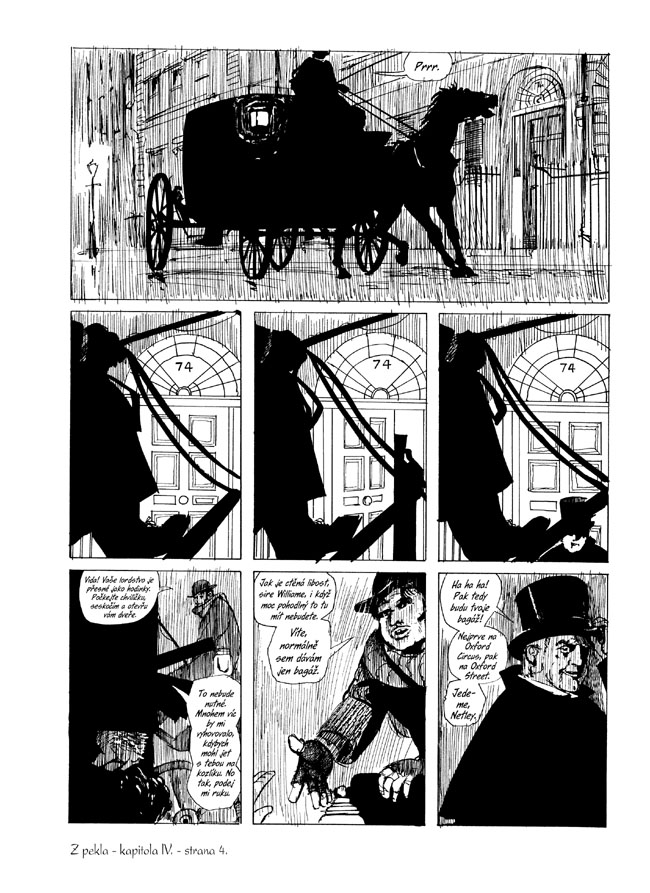 Prrr.
74
74
74
Vida! Vaše lordstvo je
přesné jako hodinky.
Počkejte chviličku,
seskočím a otevřu
vám dveře.
To nebude
nutné.
Mnohem víc
by mi
vyhovovalo,
kdybych
mohl jet
s tebou na
kozlíku. No
tak, podej
mi ruku.
Jak je ctěná libost,
sire Williame, i když
moc pohodlný to tu
mít nebudete.
Víte,
normálně
sem dávám
jen bagáž.
Ha ha ha!
Pak tedy
budu tvoje
bagáž!
Nejprve na
Oxford
Circus, pak
na Oxford
Street.
Jede-
me,
Netley.
Z pekla - kapitola IV. - strana 4.